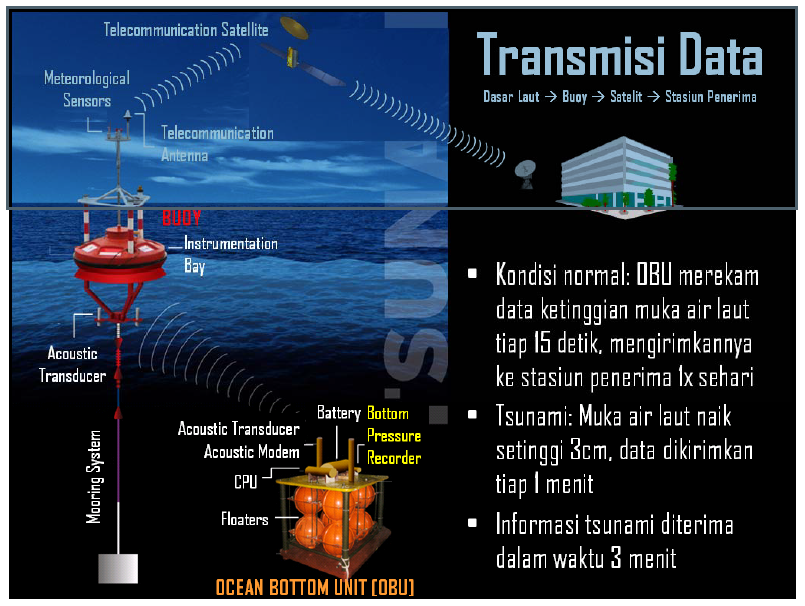 Transmisi Data
Dasar Laut → Buoy → Satelit → Stasiun Penerima
Telecommunication Satellite
Meteorological
Sensors
Telecommunication
Antenna
BUOY
Instrumentation
Bay
Acoustic
Transducer
Mooring System
Battery
Bottom
Pressure
Recorder
Acoustic Transducer
Acoustic Modem
CPU
Floaters
OCEAN BOTTOM UNIT (OBU)
▪ Kondisi normal: OBU merekam
data ketinggian muka air laut
tiap 15 detik, mengirimkannya
ke stasiun penerima 1x sehari
▪ Tsunami: Muka air laut naik
setinggi 3cm, data dikirimkan
tiap 1 menit
▪ Informasi tsunami diterima
dalam waktu 3 menit